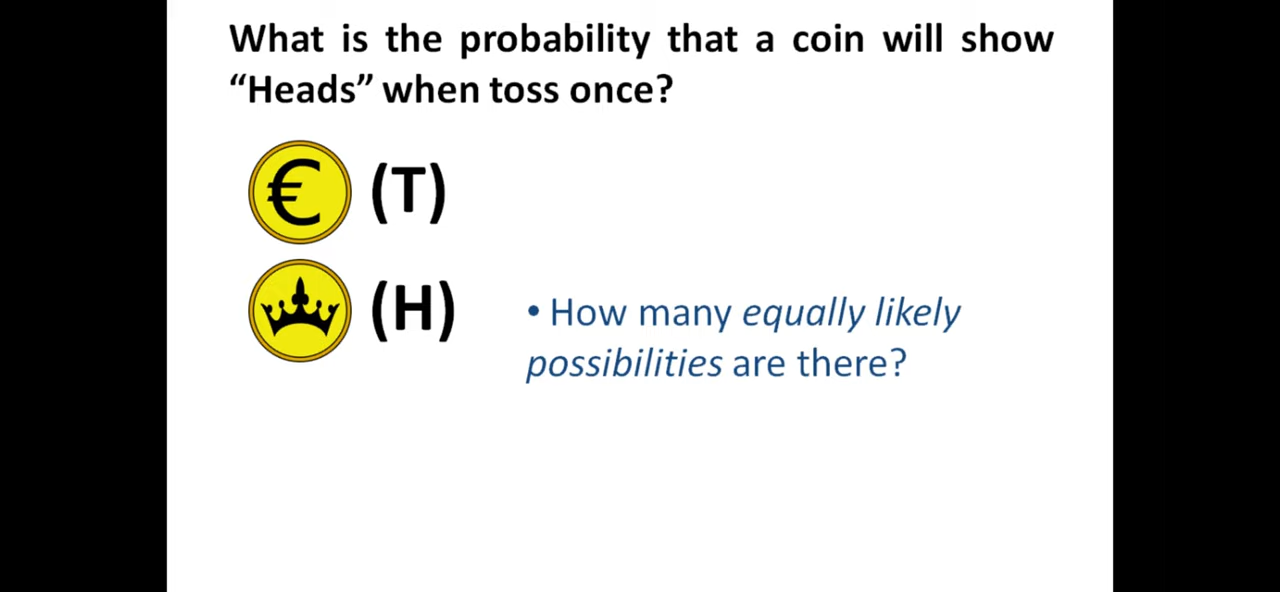 What is the probability that a coin will show
“Heads” when toss once?
€ (T)
(H)
• How many equally likely
possibilities are there?